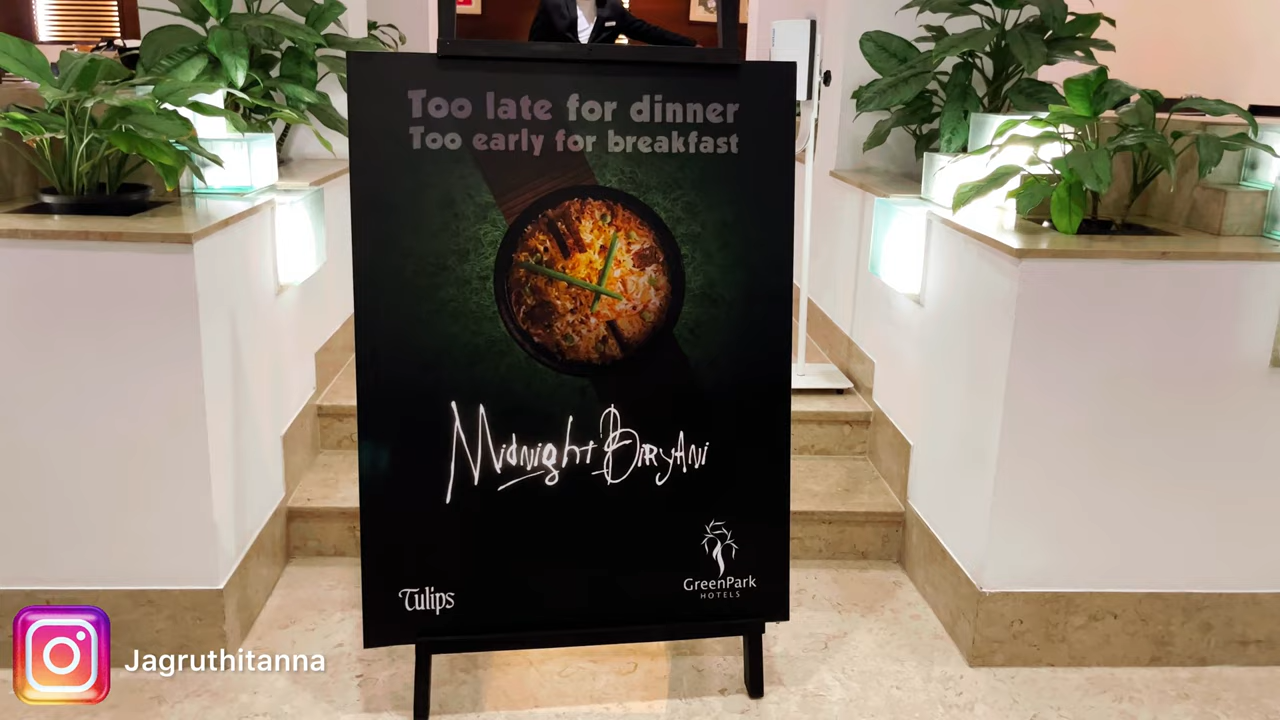 Too late for dinner
Too early for breakfast
Midnight Biryani
GreenPark
HOTELS
Tulips
Jagruthitanna